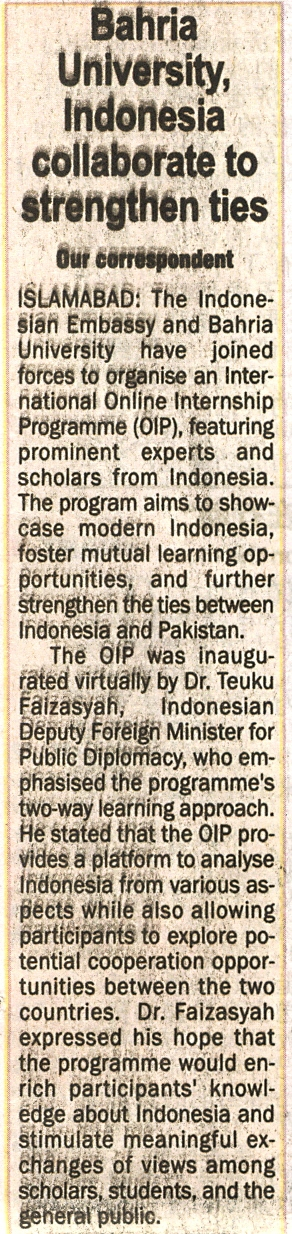 Bahria
University,
Indonesia
collaborate to
strengthen ties
Our correspondent
ISLAMABAD: The Indone-
sian Embassy and Bahria
University have joined
forces to organise an Inter-
national Online Internship
Programme (OIP), featuring
prominent experts and
scholars from Indonesia.
The program aims to show-
case modern Indonesia,
foster mutual learning op-
portunities, and further
strengthen the ties between
Indonesia and Pakistan.
The OIP was inaugu-
rated virtually by Dr. Teuku
Faizasyah, Indonesian
Deputy Foreign Minister for
Public Diplomacy, who em-
phasised the programme's
two-way learning approach.
He stated that the OIP pro-
vides a platform to analyse
Indonesia from various as-
pects while also allowing
participants to explore po-
tential cooperation oppor-
tunities between the two
countries. Dr. Faizasyah
expressed his hope that
the programme would en-
rich participants' knowl-
edge about Indonesia and
stimulate meaningful ex-
changes of views among
scholars, students, and the
general public.